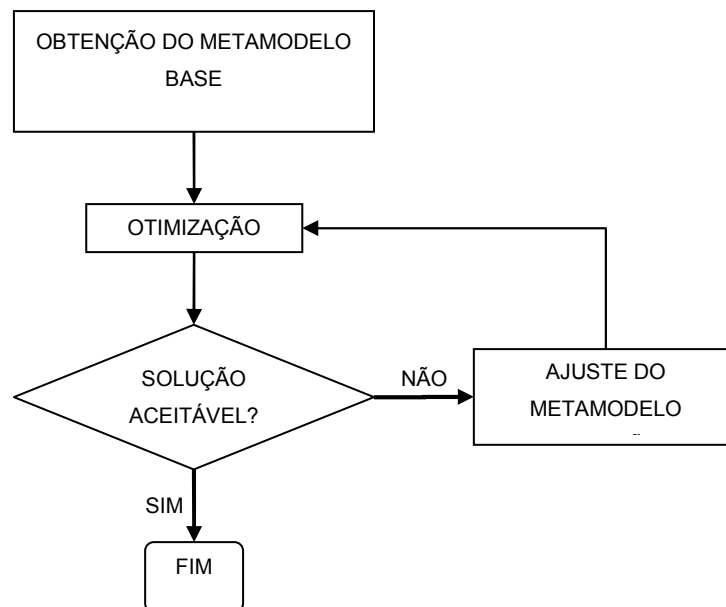 OBTENÇÃO DO METAMODELO
BASE
OTIMIZAÇÃO
SOLUÇÃO
ACEITÁVEL?
NÃO
AJUSTE DO
METAMODELO
SIM
FIM